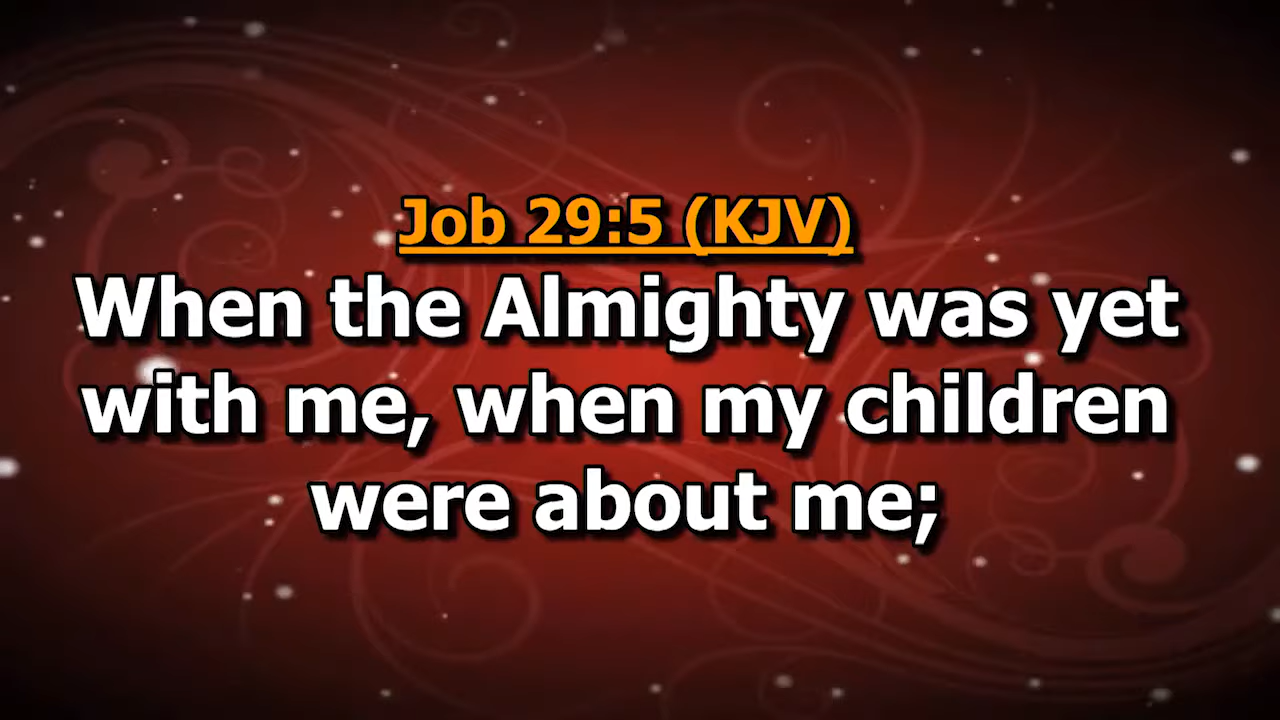 Job 29:5 (KJV)
When the Almighty was yet
with me, when my children
were about me;